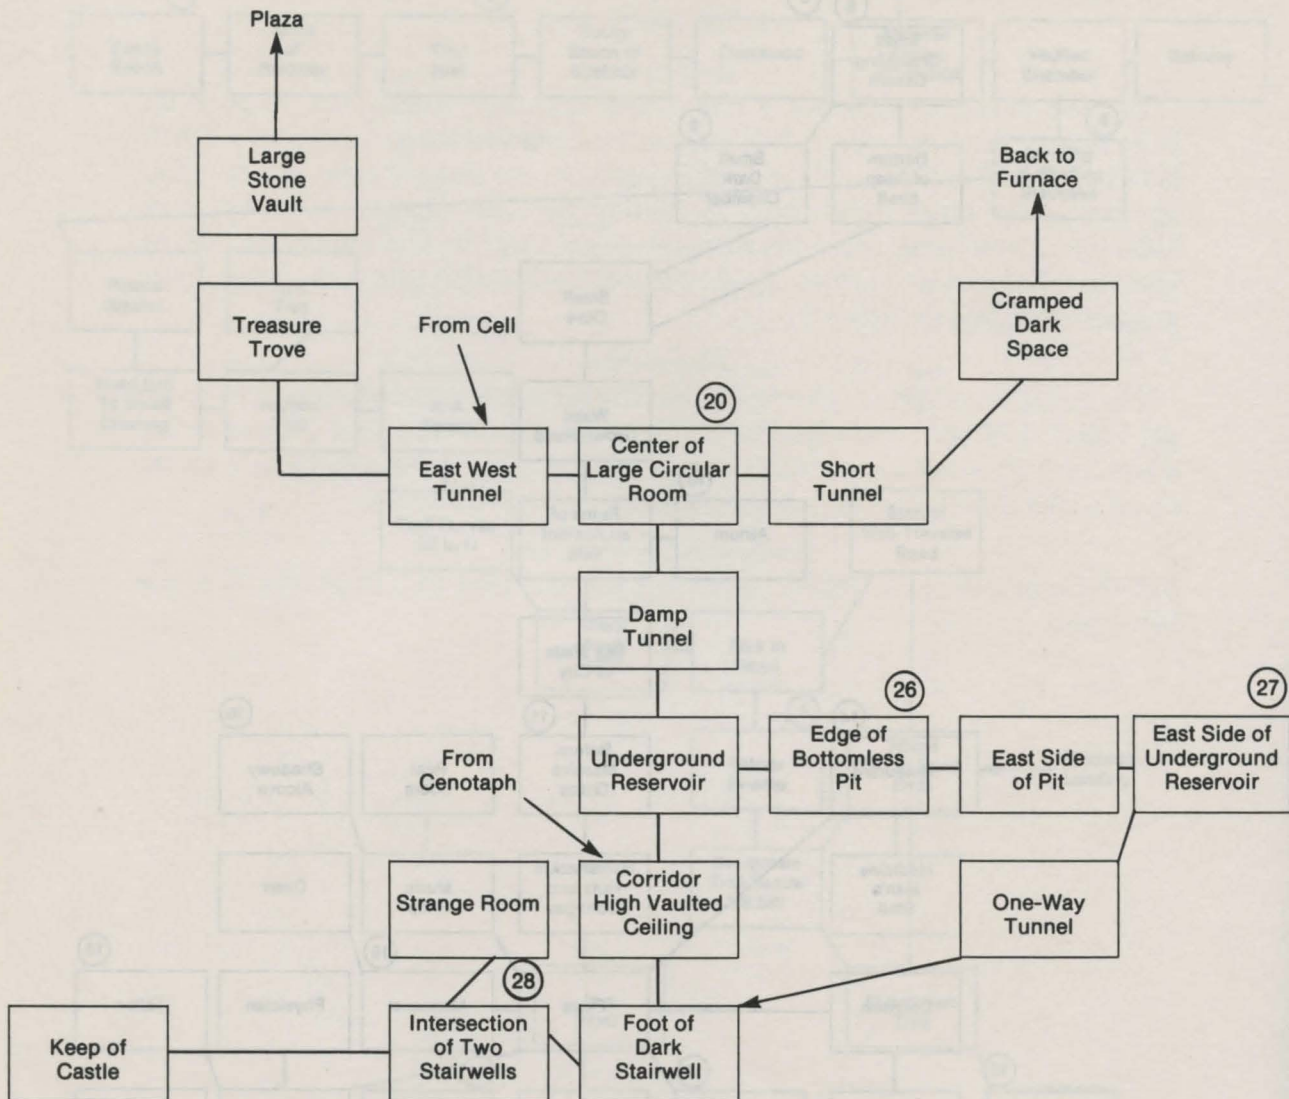 Plaza
Large
Stone
Vault
Back to
Furnace
Treasure
Trove
From Cell
Cramped
Dark
Space
20
East West
Tunnel
Center of
Large Circular
Room
Short
Tunnel
Damp
Tunnel
26
27
From
Cenotaph
Underground
Reservoir
Edge of
Bottomless
Pit
East Side
of Pit
East Side of
Underground
Reservoir
Strange Room
Corridor
High Vaulted
Ceiling
One-Way
Tunnel
28
Keep of
Castle
Intersection
of Two
Stairwells
Foot of
Dark
Stairwell